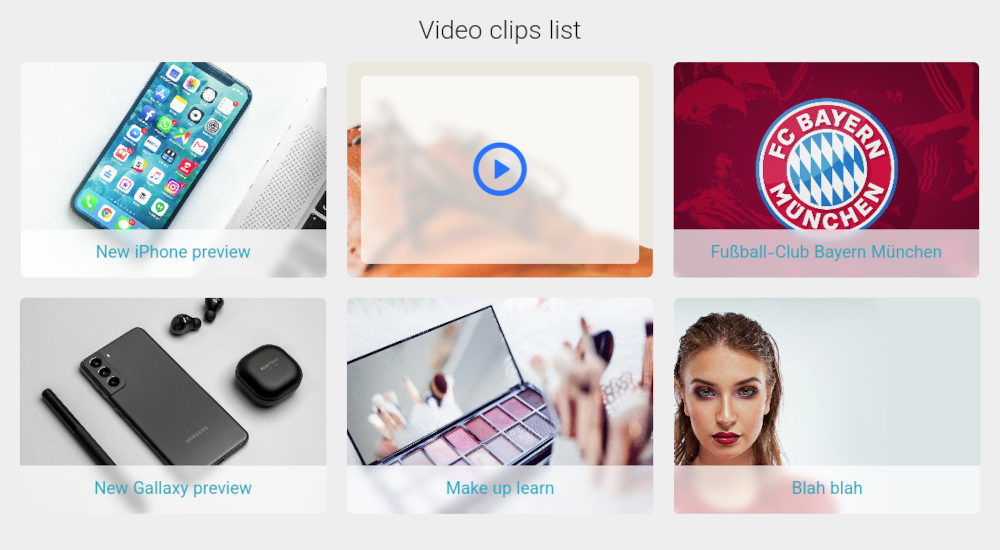 Video clips list
New iPhone preview
FC BAYERN
MÜNCHEN
Fußball-Club Bayern München
SAMSUNG
New Gallaxy preview
Make up learn
Blah blah